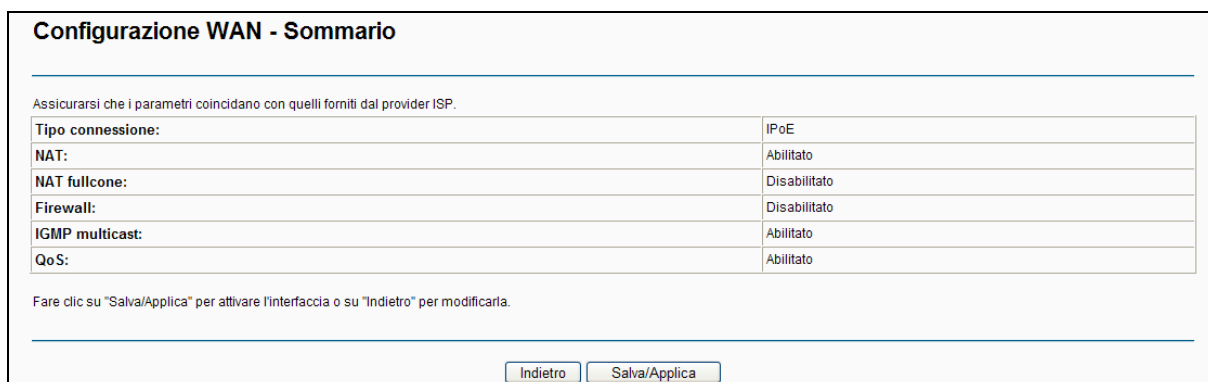 Configurazione WAN - Sommario
Assicurarsi che i parametri coincidano con quelli forniti dal provider ISP.
Tipo connessione: IPoE
NAT: Abilitato
NAT fullcone: Disabilitato
Firewall: Disabilitato
IGMP multicast: Abilitato
QoS: Abilitato
Fare clic su "Salva/Applica" per attivare l'interfaccia o su "Indietro" per modificarla.
Indietro Salva/Applica